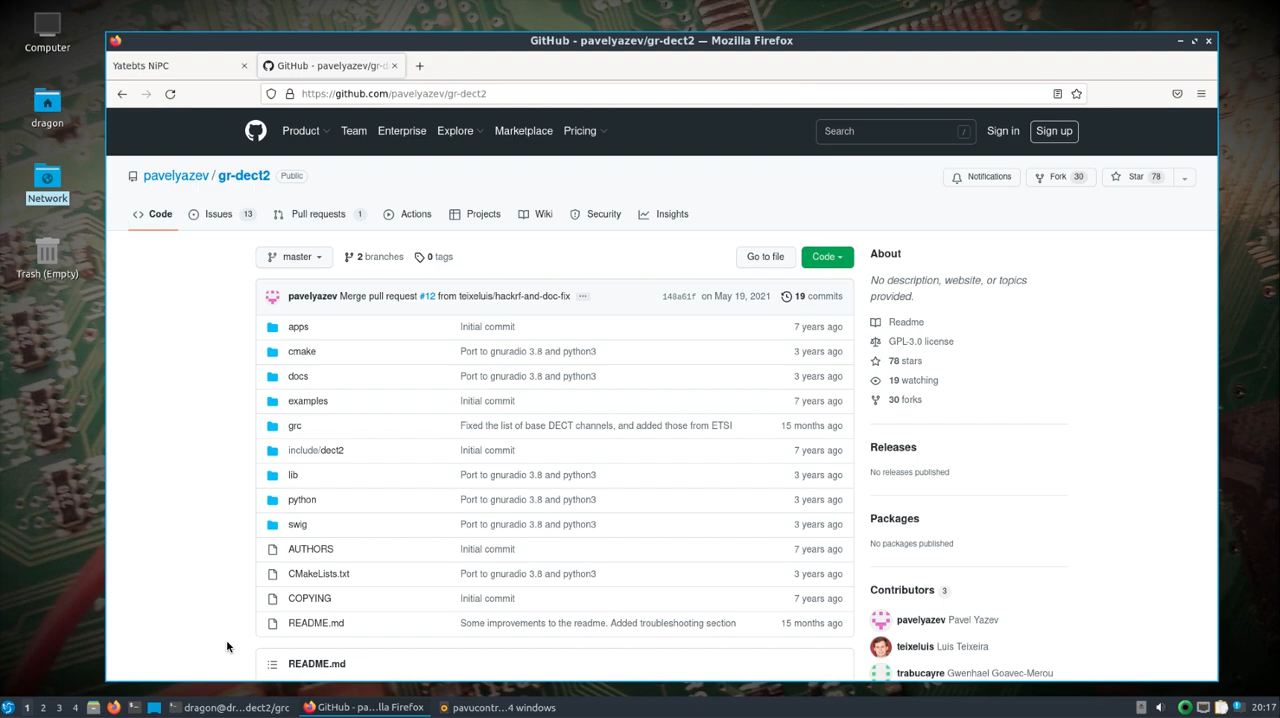 Computer
dragon
Network
Trash (Empty)
GitHub - pavelyazev/gr-dect2 — Mozilla Firefox
Yatebts NiPC
GitHub - pavelyazev/gr-d
https://github.com/pavelyazev/gr-dect2
Product Team Enterprise Explore Marketplace Pricing Search / Sign in Sign up
pavelyazev / gr-dect2 Public Notifications Fork 30 Star 78
Code Issues 13 Pull requests 1 Actions Projects Wiki Security Insights
master 2 branches 0 tags Go to file Code
pavelyazev Merge pull request #12 from teixeluis/hackrf-and-doc-fix ... 148a61f on May 19, 2021 19 commits
apps Initial commit 7 years ago
cmake Port to gnuradio 3.8 and python3 3 years ago
docs Port to gnuradio 3.8 and python3 3 years ago
examples Initial commit 7 years ago
grc Fixed the list of base DECT channels, and added those from ETSI 15 months ago
include/dect2 Initial commit 7 years ago
lib Port to gnuradio 3.8 and python3 3 years ago
python Port to gnuradio 3.8 and python3 3 years ago
swig Port to gnuradio 3.8 and python3 3 years ago
AUTHORS Initial commit 7 years ago
CMakeLists.txt Port to gnuradio 3.8 and python3 3 years ago
COPYING Initial commit 7 years ago
README.md Some improvements to the readme. Added troubleshooting section 15 months ago
README.md
About
No description, website, or topics
provided.
Readme
GPL-3.0 license
78 stars
19 watching
30 forks
Releases
No releases published
Packages
No packages published
Contributors 3
pavelyazev Pavel Yazev
teixeluis Luis Teixeira
trabucayre Gwenhael Goavec-Merou
1 2 3 4 dragon@dr...dect2/grc GitHub - pa...lla Firefox pavucontr...4 windows 20:17